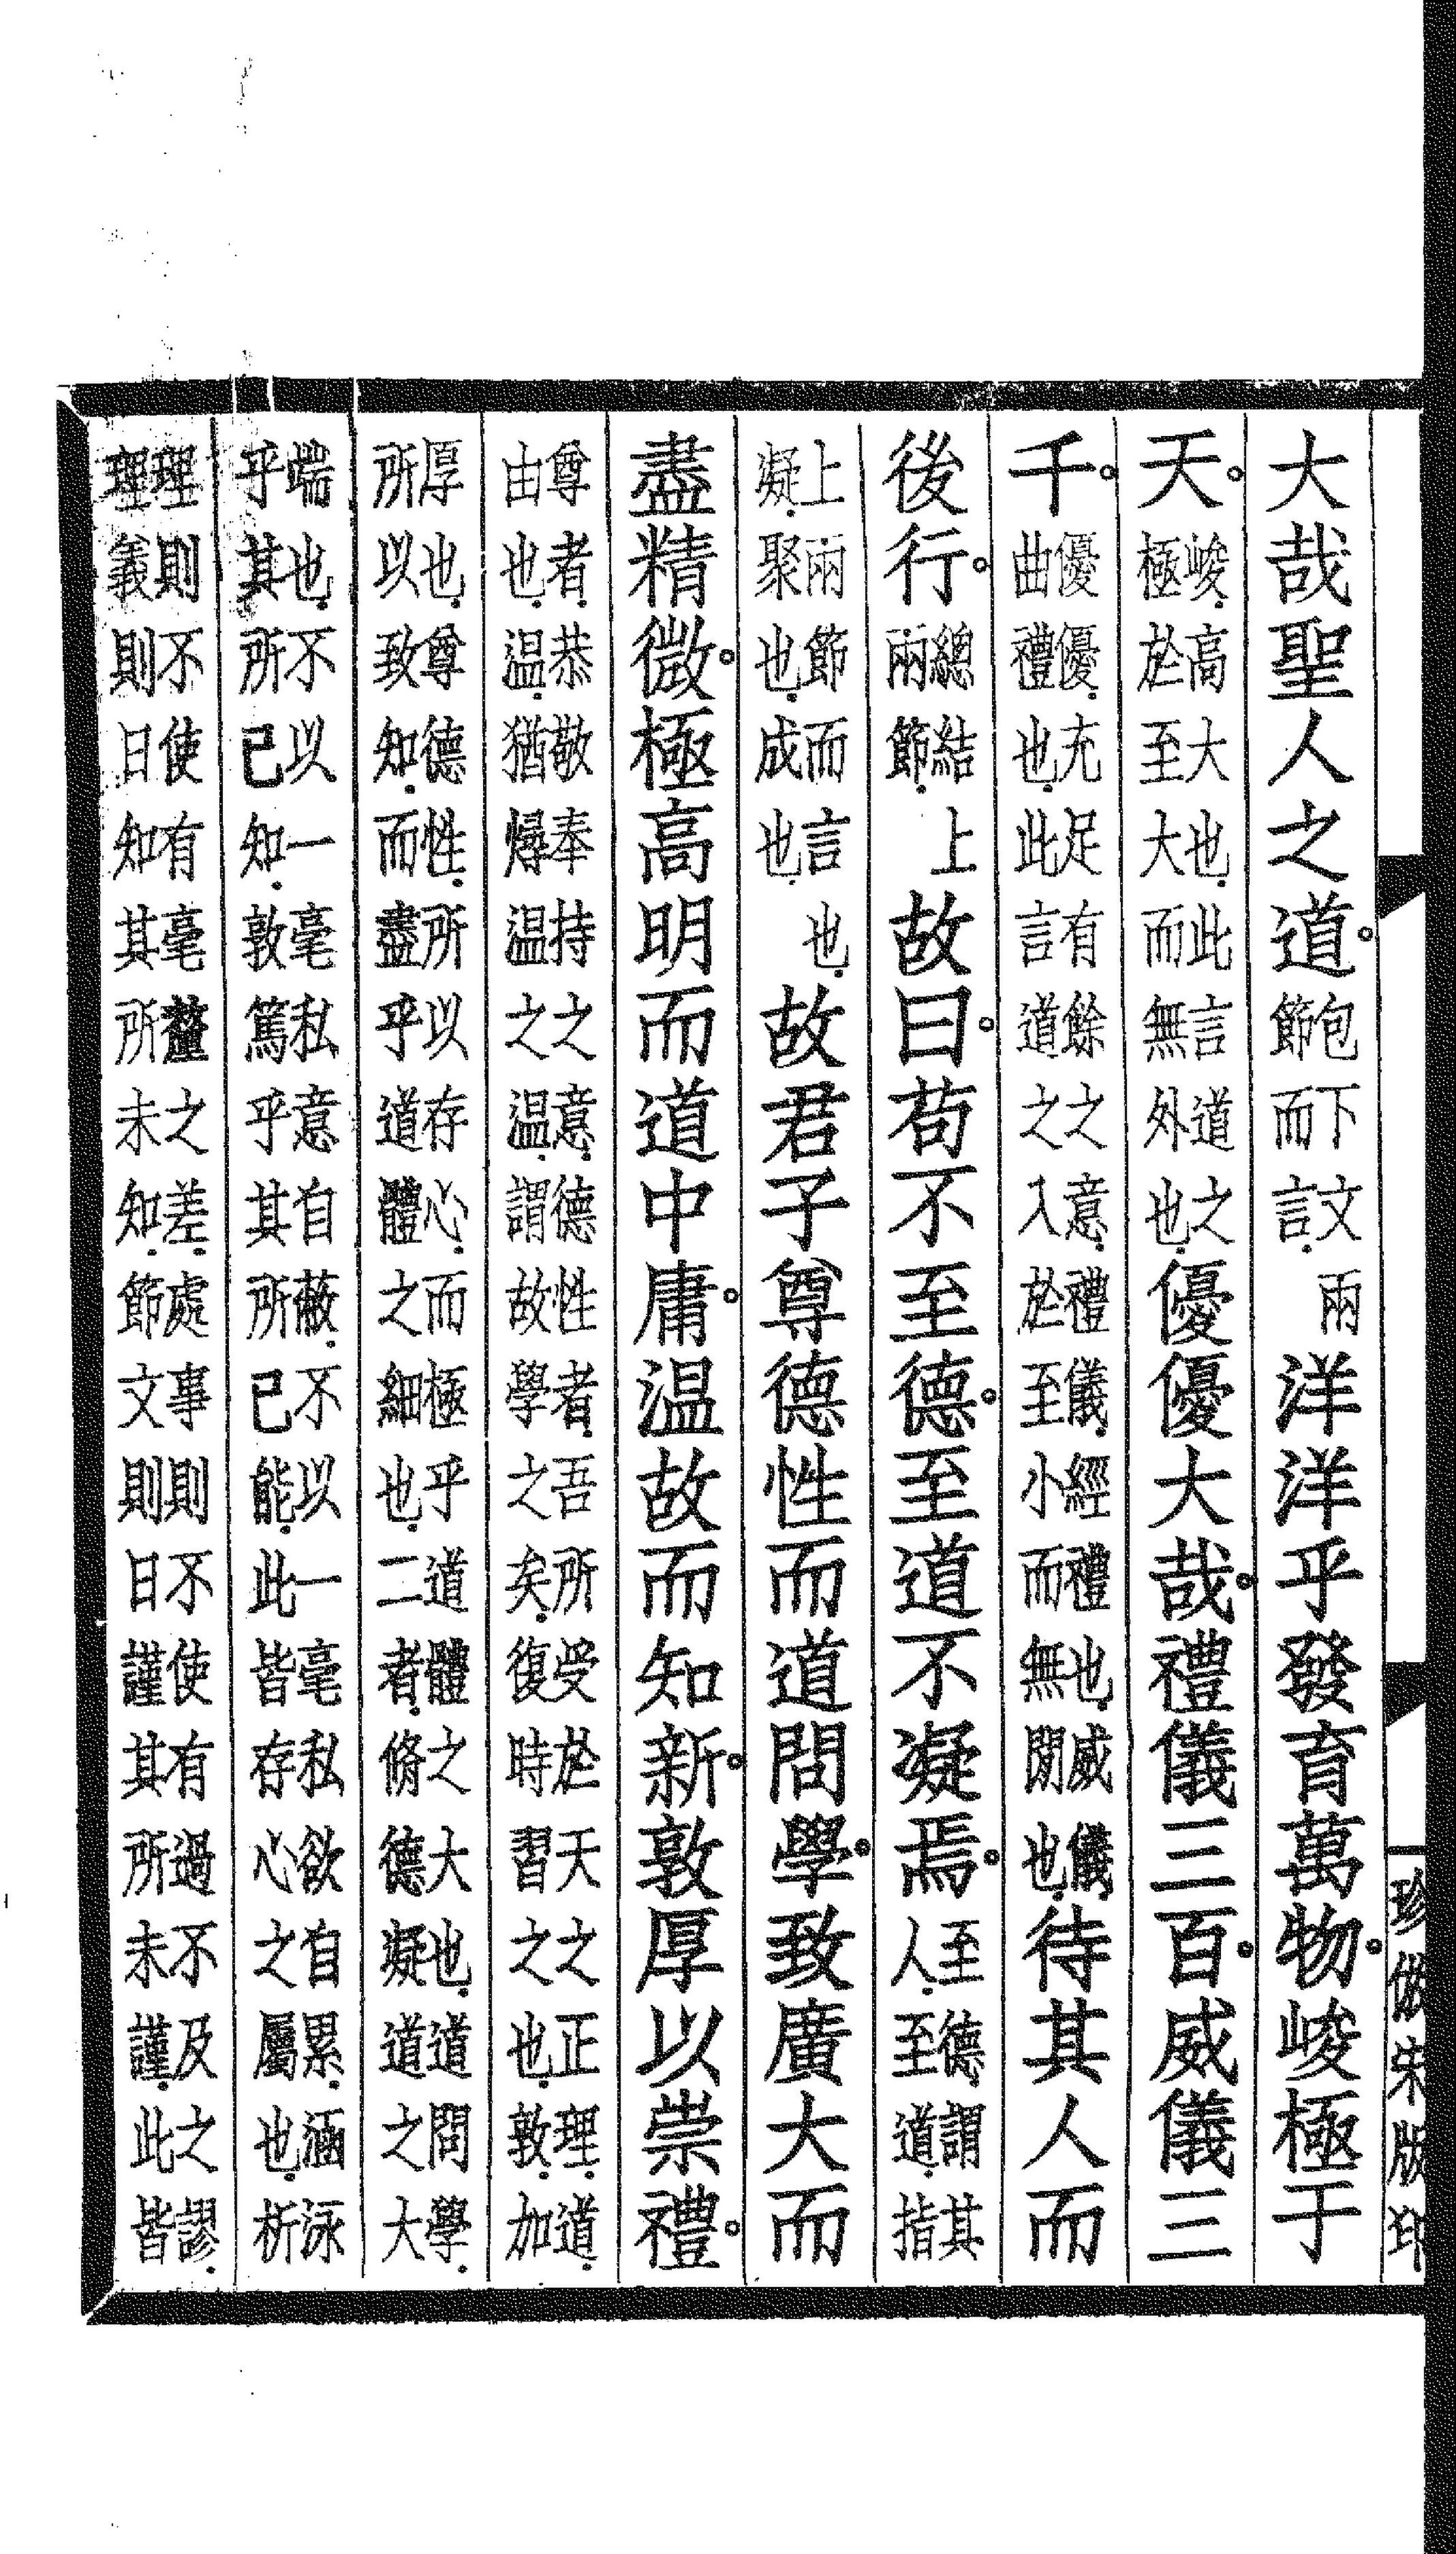 珍倣宋版印
大哉聖人之道。包下文兩節而言．洋洋乎發育萬物。峻極于
天。峻．高大也．此言道之極於至大而無外也．優優大哉。禮儀三百。威儀三
千。優優．充足有餘之意．禮儀．經禮也．威儀．曲禮也．此言道之入於至小而無閒也．待其人而
後行。總結上兩節．故曰。苟不至德。至道不凝焉。至德．謂其人．至道．指
上兩節而言也．凝．聚也．成也．故君子尊德性而道問學。致廣大而
盡精微。極高明而道中庸。温故而知新。敦厚以崇禮。
尊者．恭敬奉持之意．德性者．吾所受於天之正理．道．
由也．温．猶燖温之温．謂故學之矣．復時習之也．敦．加
厚也．尊德性．所以存心．而極乎道體之大也．道問學．
所以致知．而盡乎道體之細也．二者．脩德凝道之大
端也．不以一毫私意自蔽．不以一毫私欲自累．涵泳
乎其所已知．敦篤乎其所已能．此皆存心之屬也．析
理則不使有毫釐之差．處事則不使有過不及之謬．
理義則日知其所未知．節文則日謹其所未謹．此皆